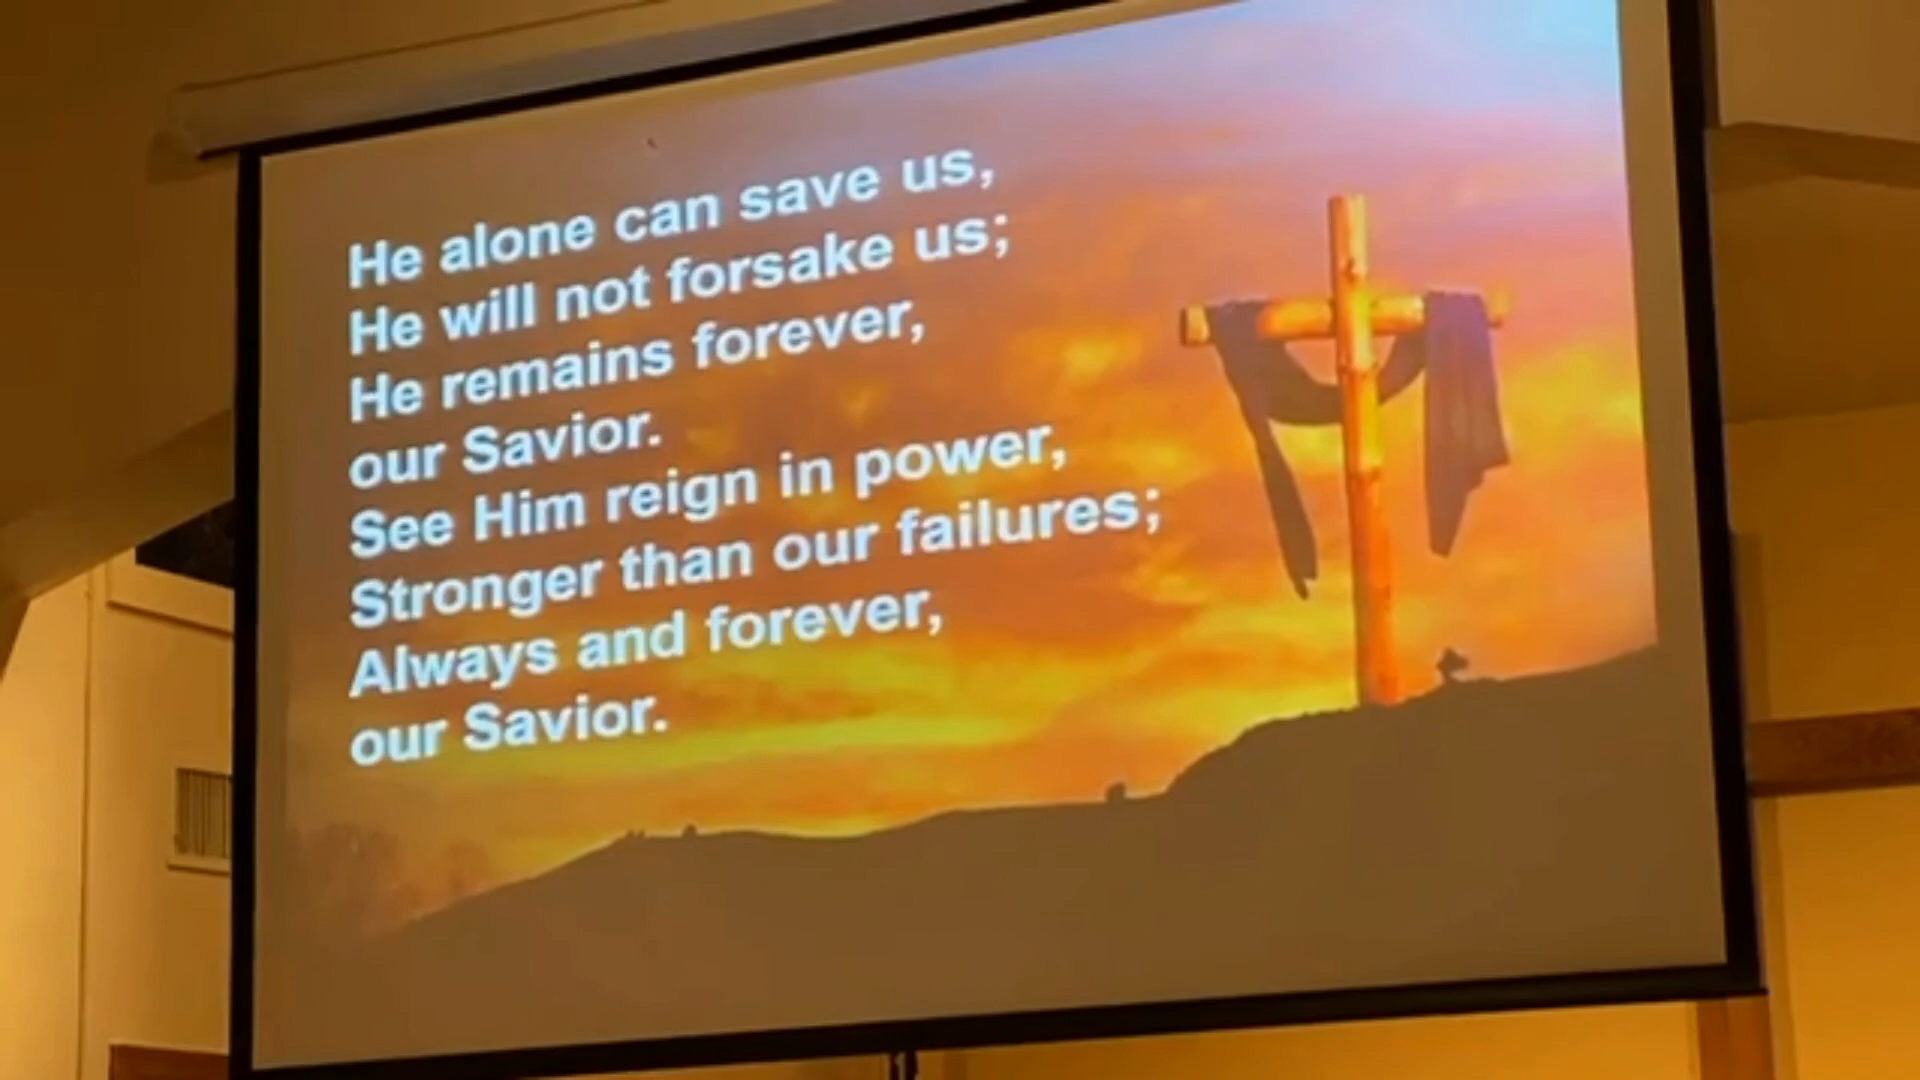 He alone can save us,
He will not forsake us;
He remains forever,
our Savior.
See Him reign in power,
Stronger than our failures;
Always and forever,
our Savior.